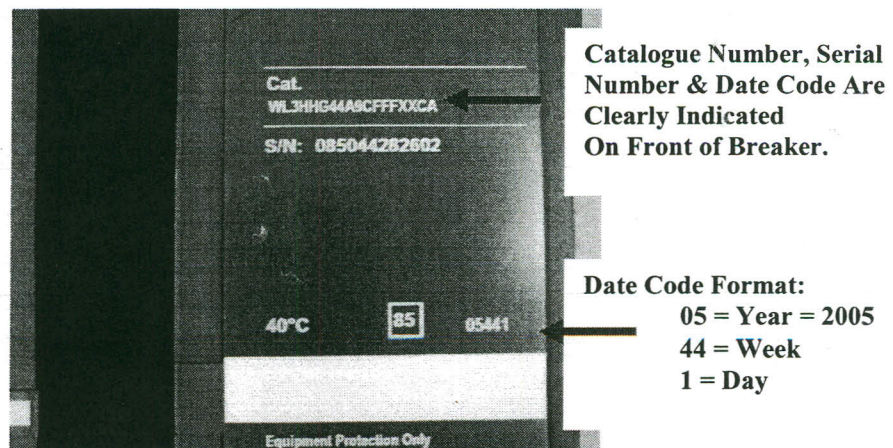 Catalogue Number, Serial
Number & Date Code Are
Clearly Indicated
On Front of Breaker.
Cat.
WL3HHG44A9CFFFXXCA
S/N: 085044282602
Date Code Format:
05 = Year = 2005
44 = Week
1 = Day
40°C
85
05441
Equipment Protection Only